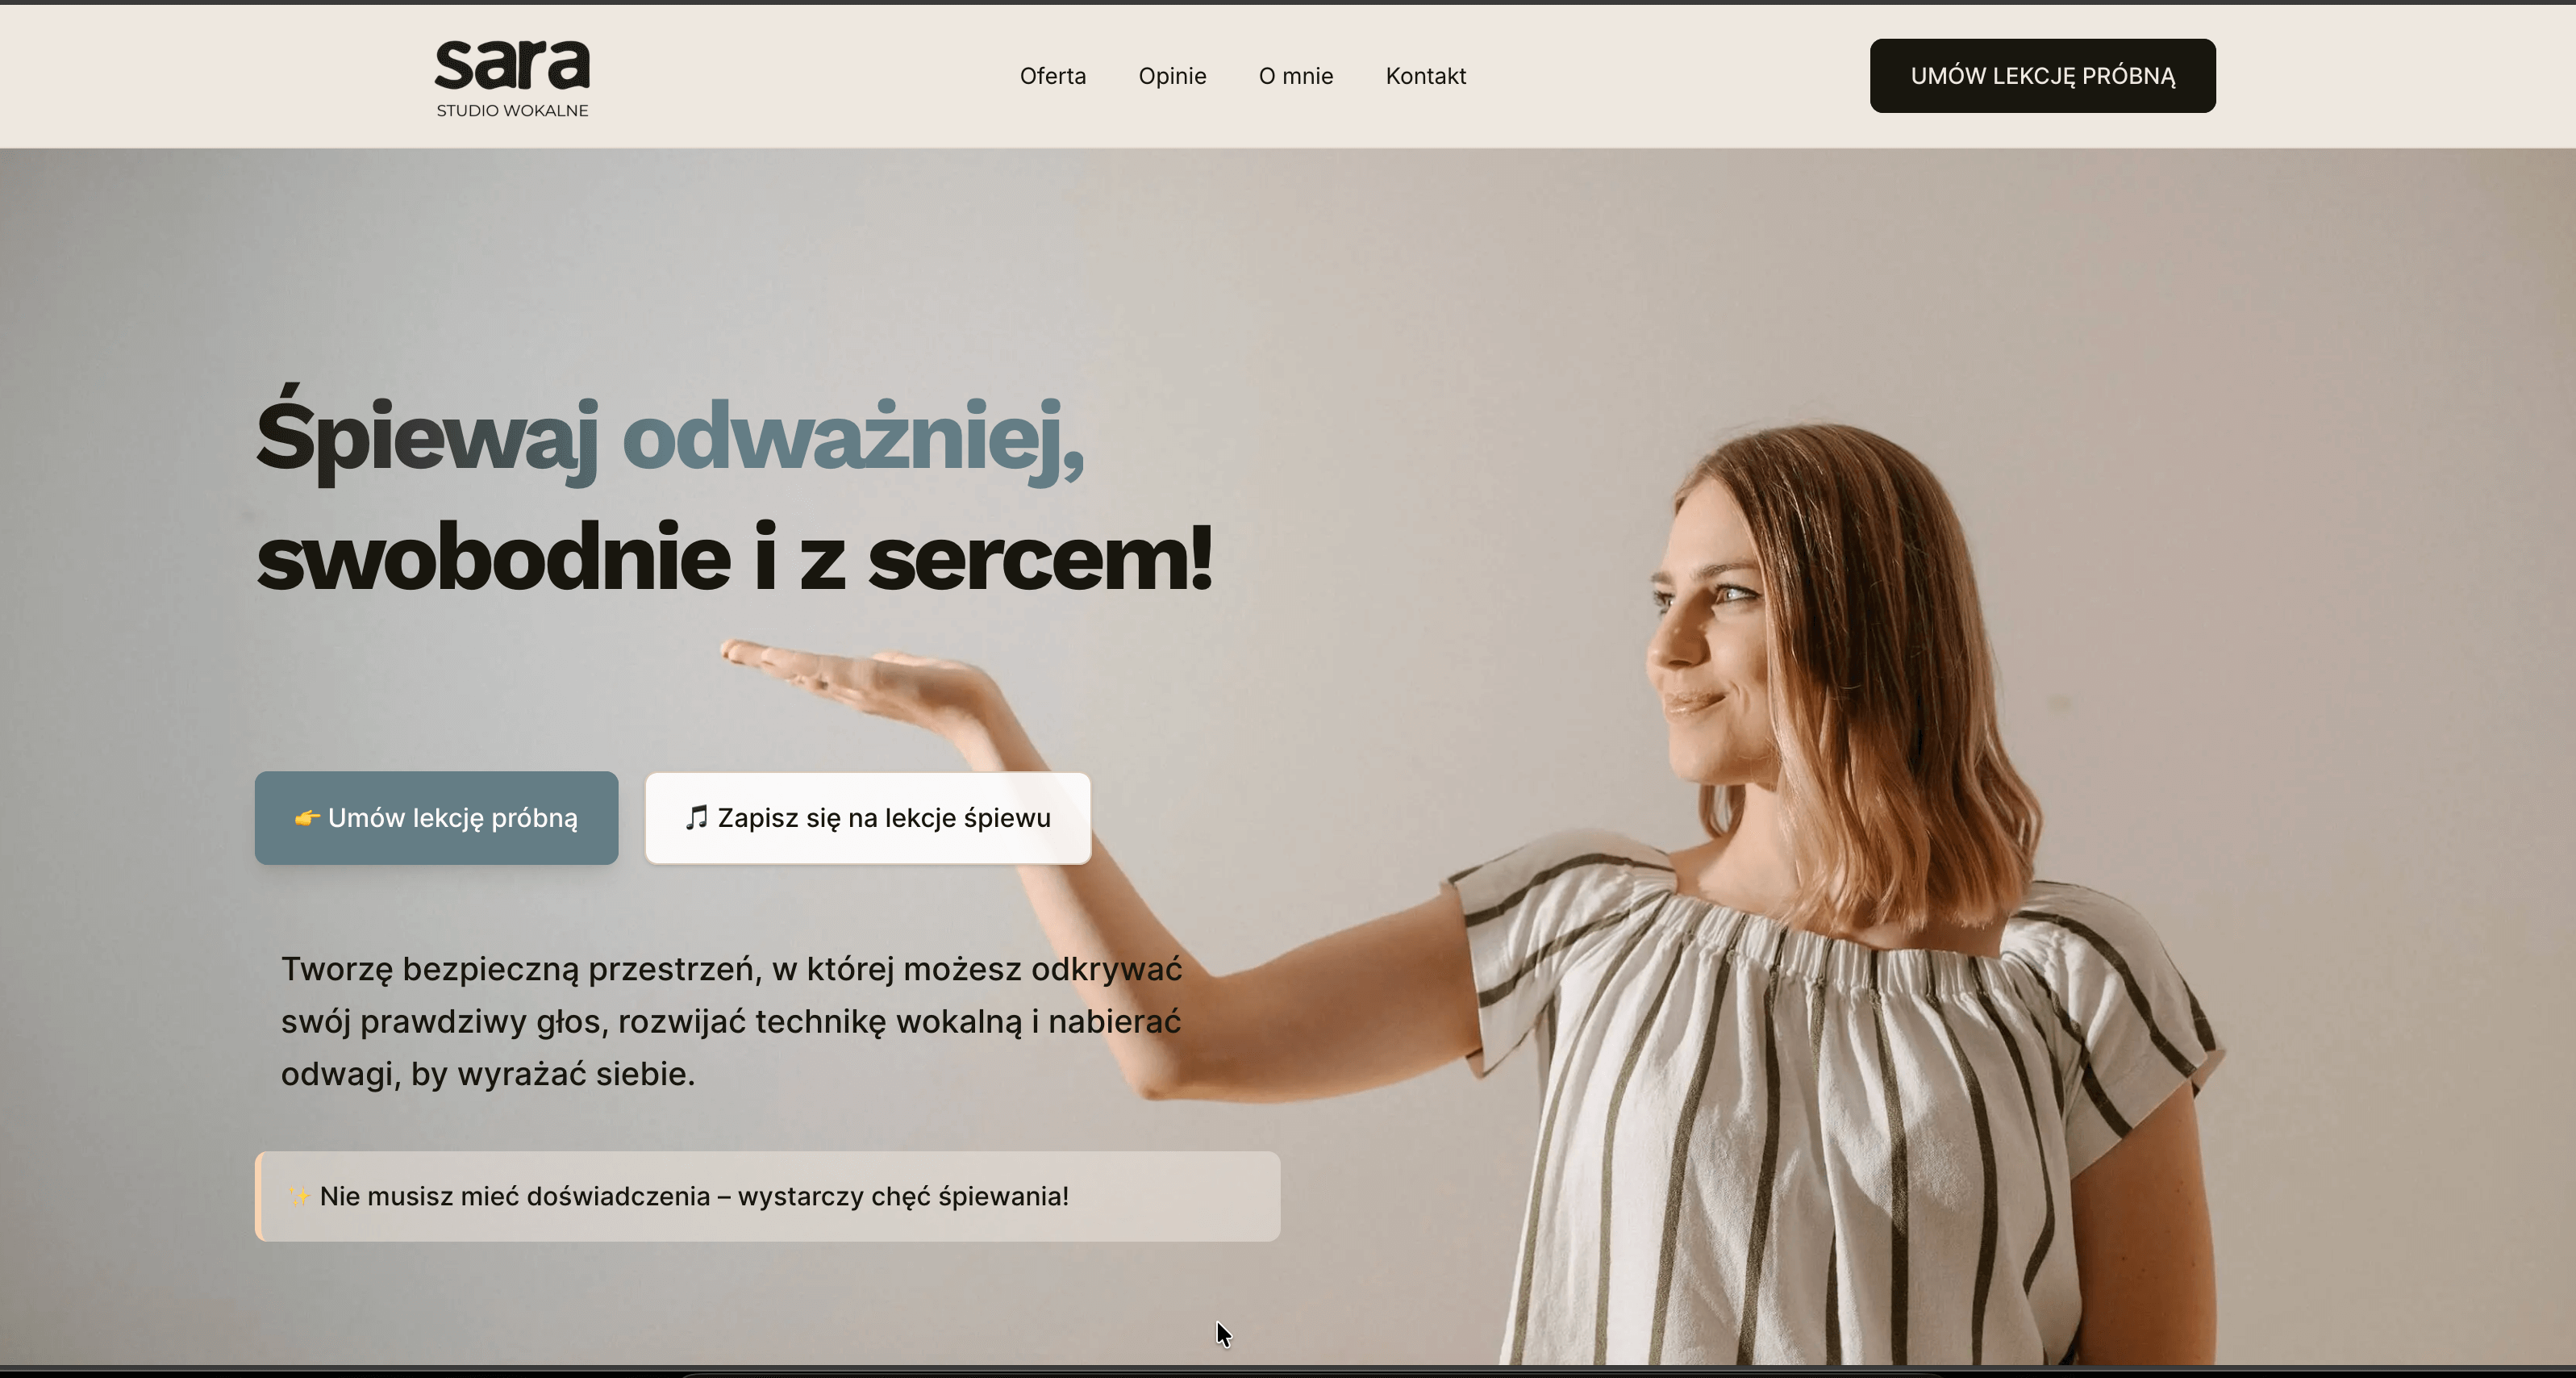 sara
STUDIO WOKALNE
Oferta
Opinie
O mnie
Kontakt
UMÓW LEKCJĘ PRÓBNĄ
Śpiewaj odważniej,
swobodnie i z sercem!
👉 Umów lekcję próbną
🎵 Zapisz się na lekcje śpiewu
Tworzę bezpieczną przestrzeń, w której możesz odkrywać
swój prawdziwy głos, rozwijać technikę wokalną i nabierać
odwagi, by wyrażać siebie.
✨ Nie musisz mieć doświadczenia – wystarczy chęć śpiewania!